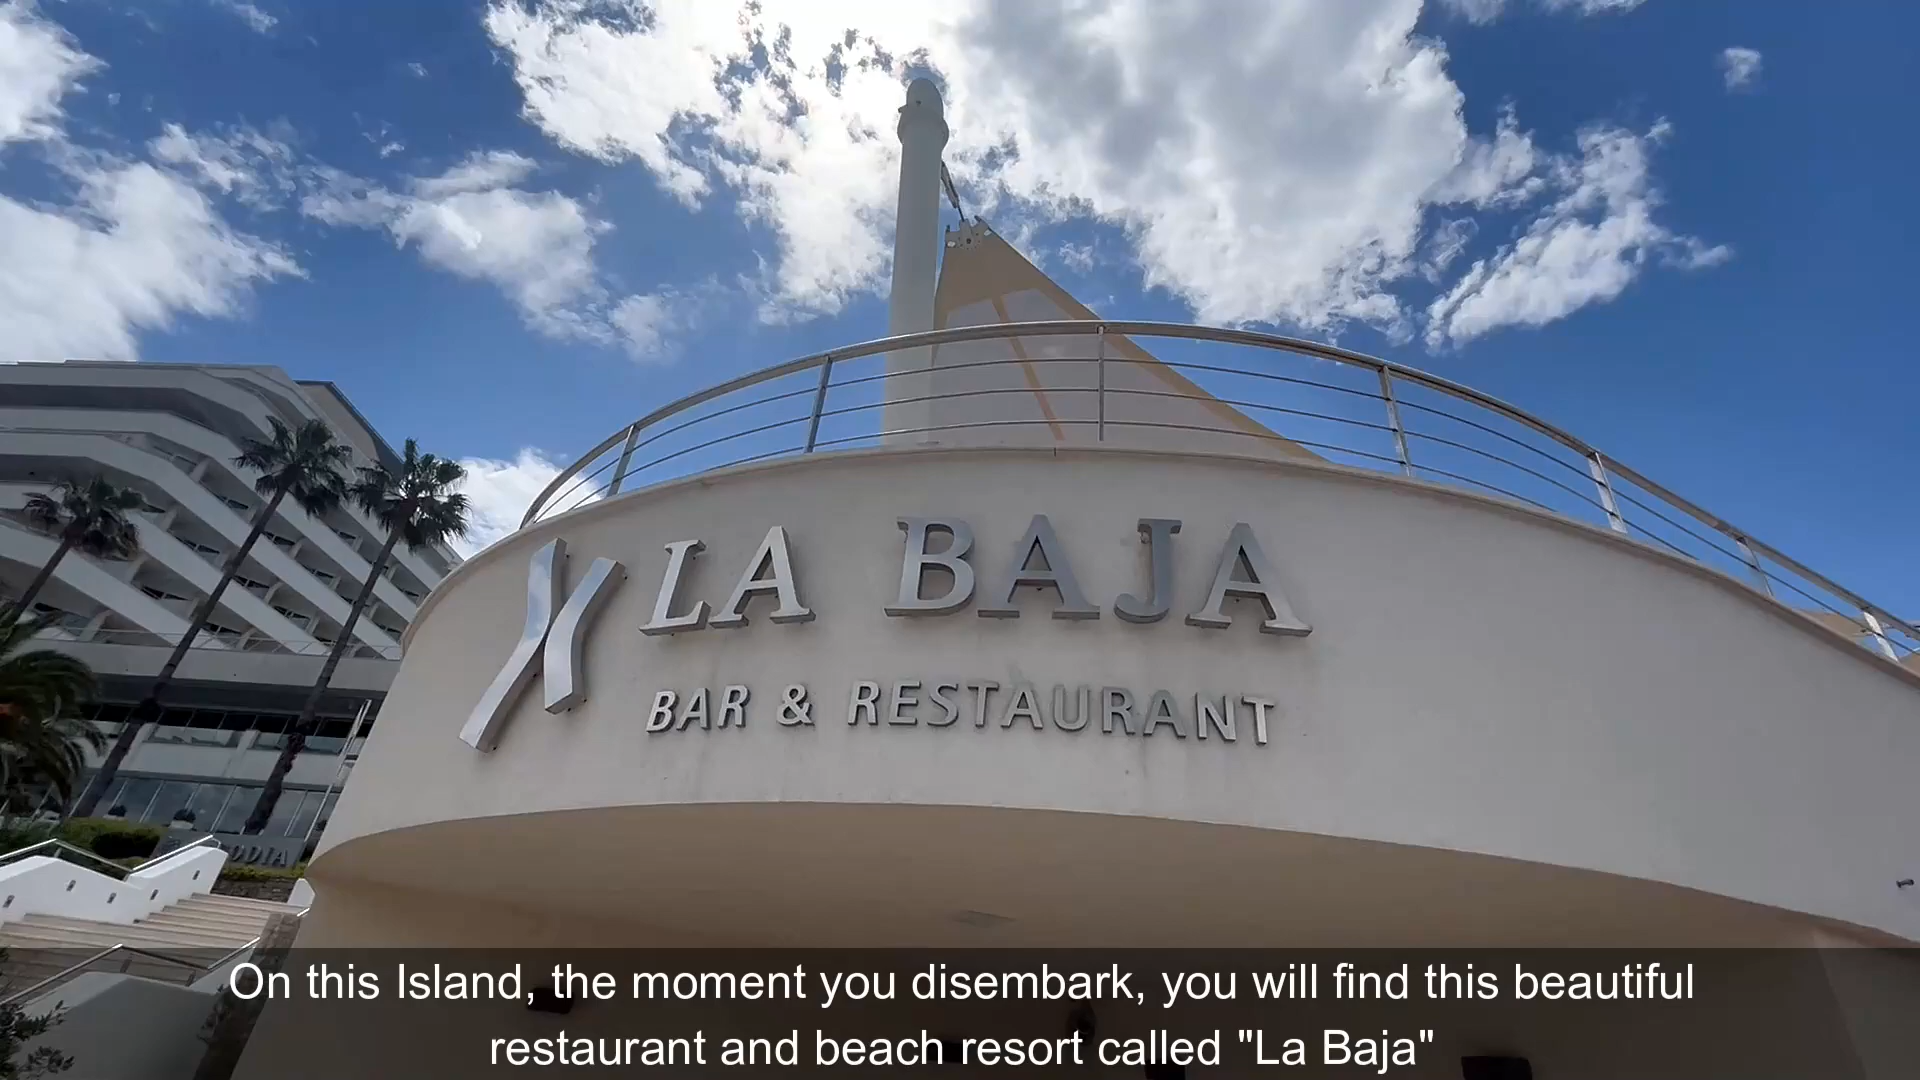 LA BAJA
BAR & RESTAURANT
On this Island, the moment you disembark, you will find this beautiful
restaurant and beach resort called "La Baja"